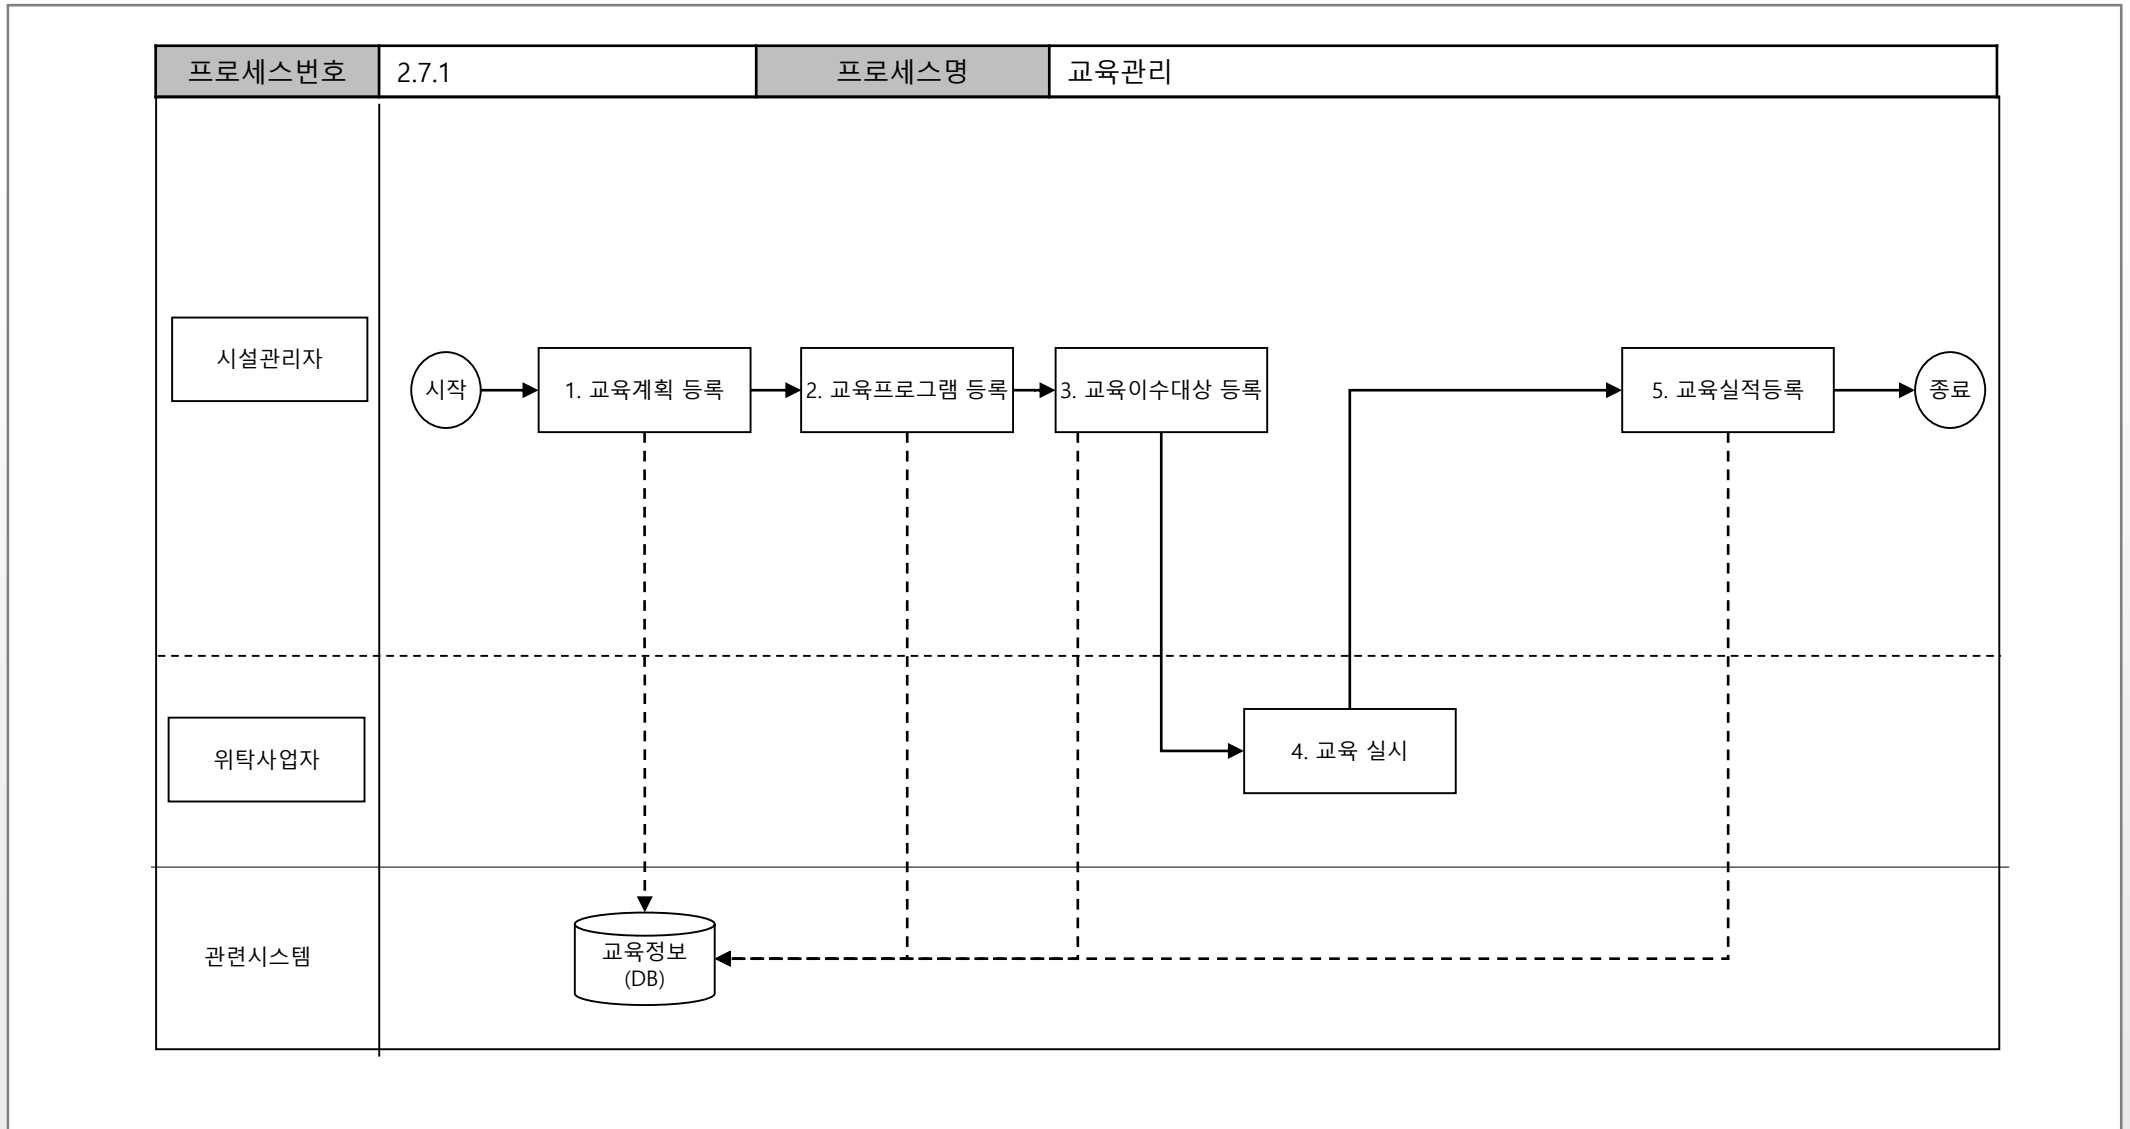 프로세스번호 2.7.1 프로세스명 교육관리
시설관리자
시작
1. 교육계획 등록
2. 교육프로그램 등록
3. 교육이수대상 등록
5. 교육실적등록
종료
위탁사업자
4. 교육 실시
관련시스템
교육정보
(DB)